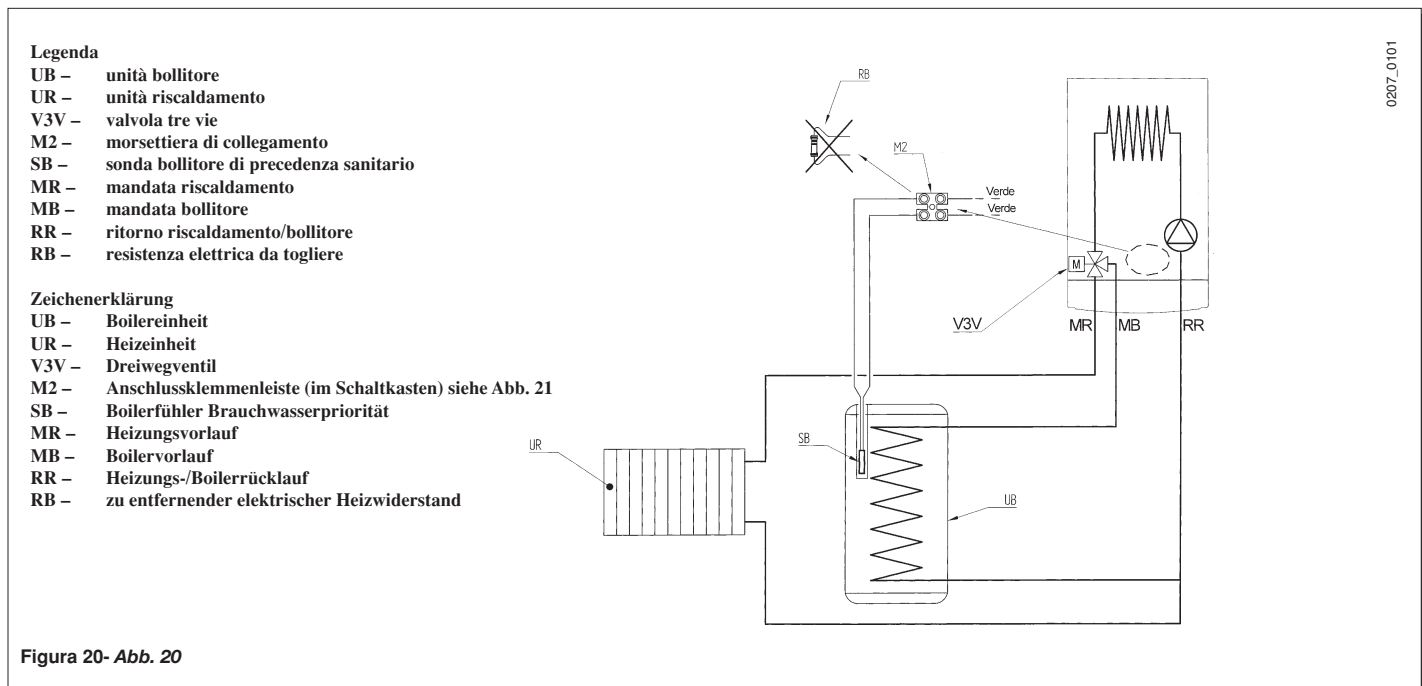 Legenda
UB – unità bollitore
UR – unità riscaldamento
V3V – valvola tre vie
M2 – morsettiera di collegamento
SB – sonda bollitore di precedenza sanitario
MR – mandata riscaldamento
MB – mandata bollitore
RR – ritorno riscaldamento/bollitore
RB – resistenza elettrica da togliere
Zeichenerklärung
UB – Boilereinheit
UR – Heizeinheit
V3V – Dreiwegventil
M2 – Anschlussklemmenleiste (im Schaltkasten) siehe Abb. 21
SB – Boilerfühler Brauchwasserpriorität
MR – Heizungsvorlauf
MB – Boilervorlauf
RR – Heizungs-/Boilerrücklauf
RB – zu entfernender elektrischer Heizwiderstand
RB
M2
Verde
Verde
M
V3V
MR
MB
RR
SB
UR
UB
0207_0101
Figura 20- Abb. 20